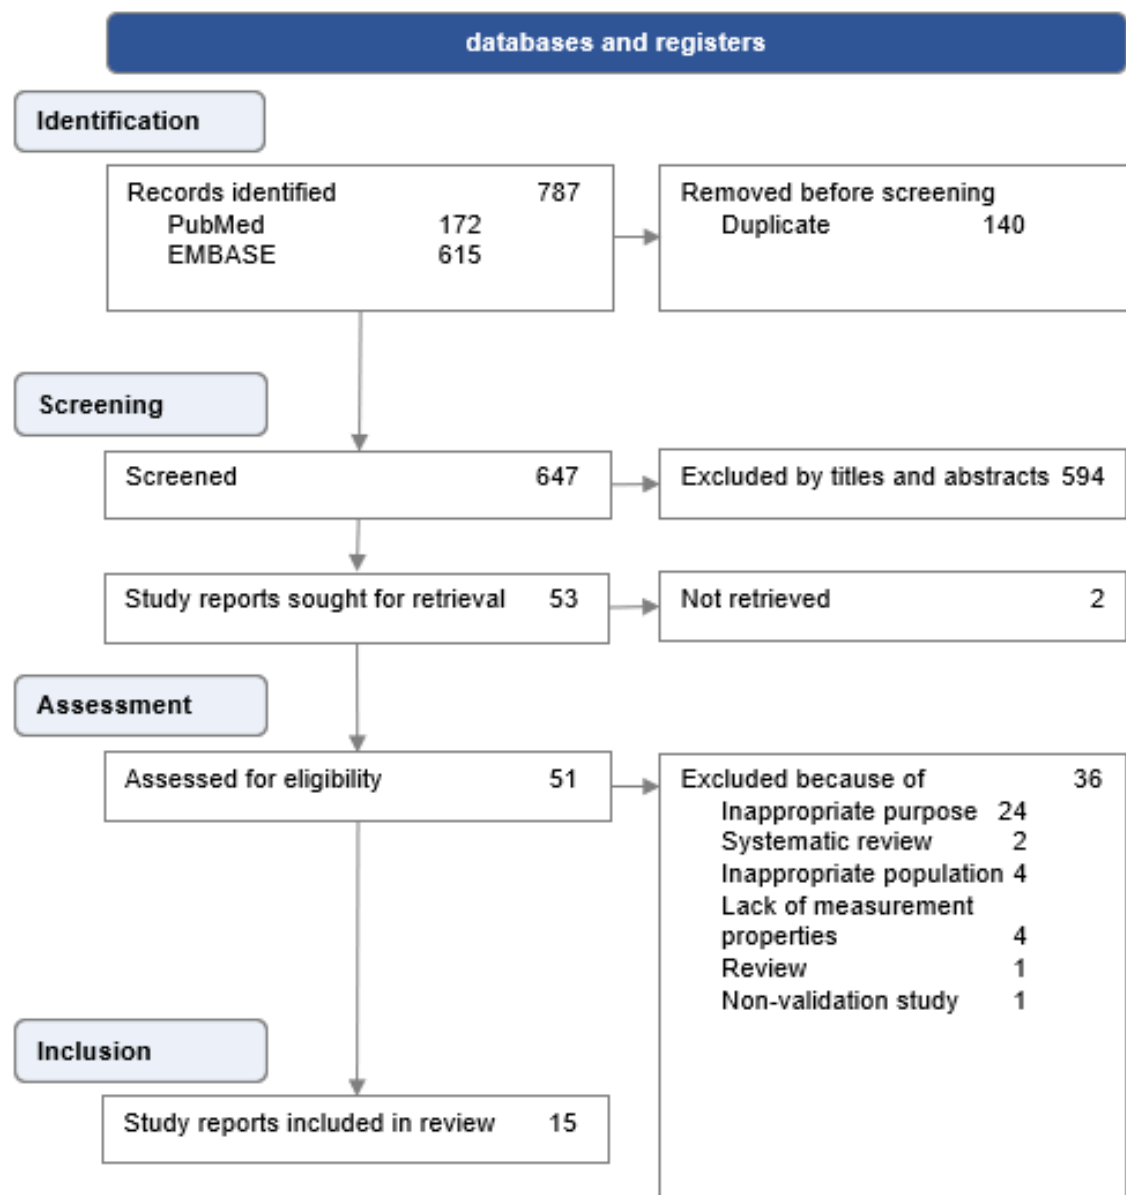 databases and registers
Identification
Records identified 787
PubMed 172
EMBASE 615
Removed before screening
Duplicate 140
Screening
Screened 647
Excluded by titles and abstracts 594
Study reports sought for retrieval 53
Not retrieved 2
Assessment
Assessed for eligibility 51
Excluded because of 36
Inappropriate purpose 24
Systematic review 2
Inappropriate population 4
Lack of measurement
properties 4
Review 1
Non-validation study 1
Inclusion
Study reports included in review 15